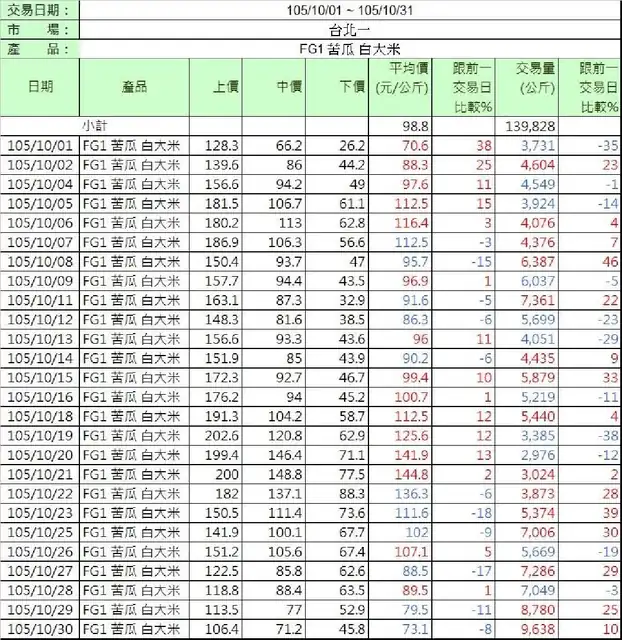 交易日期： 105/10/01 ~ 105/10/31
市 場： 台北一
產 品： FG1 苦瓜 白大米
日期 產品 上價 中價 下價 平均價(元/公斤) 跟前一交易日比較% 交易量(公斤) 跟前一交易日比較%
小計 98.8 139,828
105/10/01 FG1 苦瓜 白大米 128.3 66.2 26.2 70.6 38 3,731 -35
105/10/02 FG1 苦瓜 白大米 139.6 86 44.2 88.3 25 4,604 23
105/10/04 FG1 苦瓜 白大米 156.6 94.2 49 97.6 11 4,549 -1
105/10/05 FG1 苦瓜 白大米 181.5 106.7 61.1 112.5 15 3,924 -14
105/10/06 FG1 苦瓜 白大米 180.2 113 62.8 116.4 3 4,076 4
105/10/07 FG1 苦瓜 白大米 186.9 106.3 56.6 112.5 -3 4,376 7
105/10/08 FG1 苦瓜 白大米 150.4 93.7 47 95.7 -15 6,387 46
105/10/09 FG1 苦瓜 白大米 157.7 94.4 43.5 96.9 1 6,037 -5
105/10/11 FG1 苦瓜 白大米 163.1 87.3 32.9 91.6 -5 7,361 22
105/10/12 FG1 苦瓜 白大米 148.3 81.6 38.5 86.3 -6 5,699 -23
105/10/13 FG1 苦瓜 白大米 156.6 93.3 43.6 96 11 4,051 -29
105/10/14 FG1 苦瓜 白大米 151.9 85 43.9 90.2 -6 4,435 9
105/10/15 FG1 苦瓜 白大米 172.3 92.7 46.7 99.4 10 5,879 33
105/10/16 FG1 苦瓜 白大米 176.2 94 45.2 100.7 1 5,219 -11
105/10/18 FG1 苦瓜 白大米 191.3 104.2 58.7 112.5 12 5,440 4
105/10/19 FG1 苦瓜 白大米 202.6 120.8 62.9 125.6 12 3,385 -38
105/10/20 FG1 苦瓜 白大米 199.4 146.4 71.1 141.9 13 2,976 -12
105/10/21 FG1 苦瓜 白大米 200 148.8 77.5 144.8 2 3,024 2
105/10/22 FG1 苦瓜 白大米 182 137.1 88.3 136.3 -6 3,873 28
105/10/23 FG1 苦瓜 白大米 150.5 111.4 73.6 111.6 -18 5,374 39
105/10/25 FG1 苦瓜 白大米 141.9 100.1 67.7 102 -9 7,006 30
105/10/26 FG1 苦瓜 白大米 151.2 105.6 67.4 107.1 5 5,669 -19
105/10/27 FG1 苦瓜 白大米 122.5 85.8 62.6 88.5 -17 7,286 29
105/10/28 FG1 苦瓜 白大米 118.8 88.4 63.5 89.5 1 7,049 -3
105/10/29 FG1 苦瓜 白大米 113.5 77 52.9 79.5 -11 8,780 25
105/10/30 FG1 苦瓜 白大米 106.4 71.2 45.8 73.1 -8 9,638 10